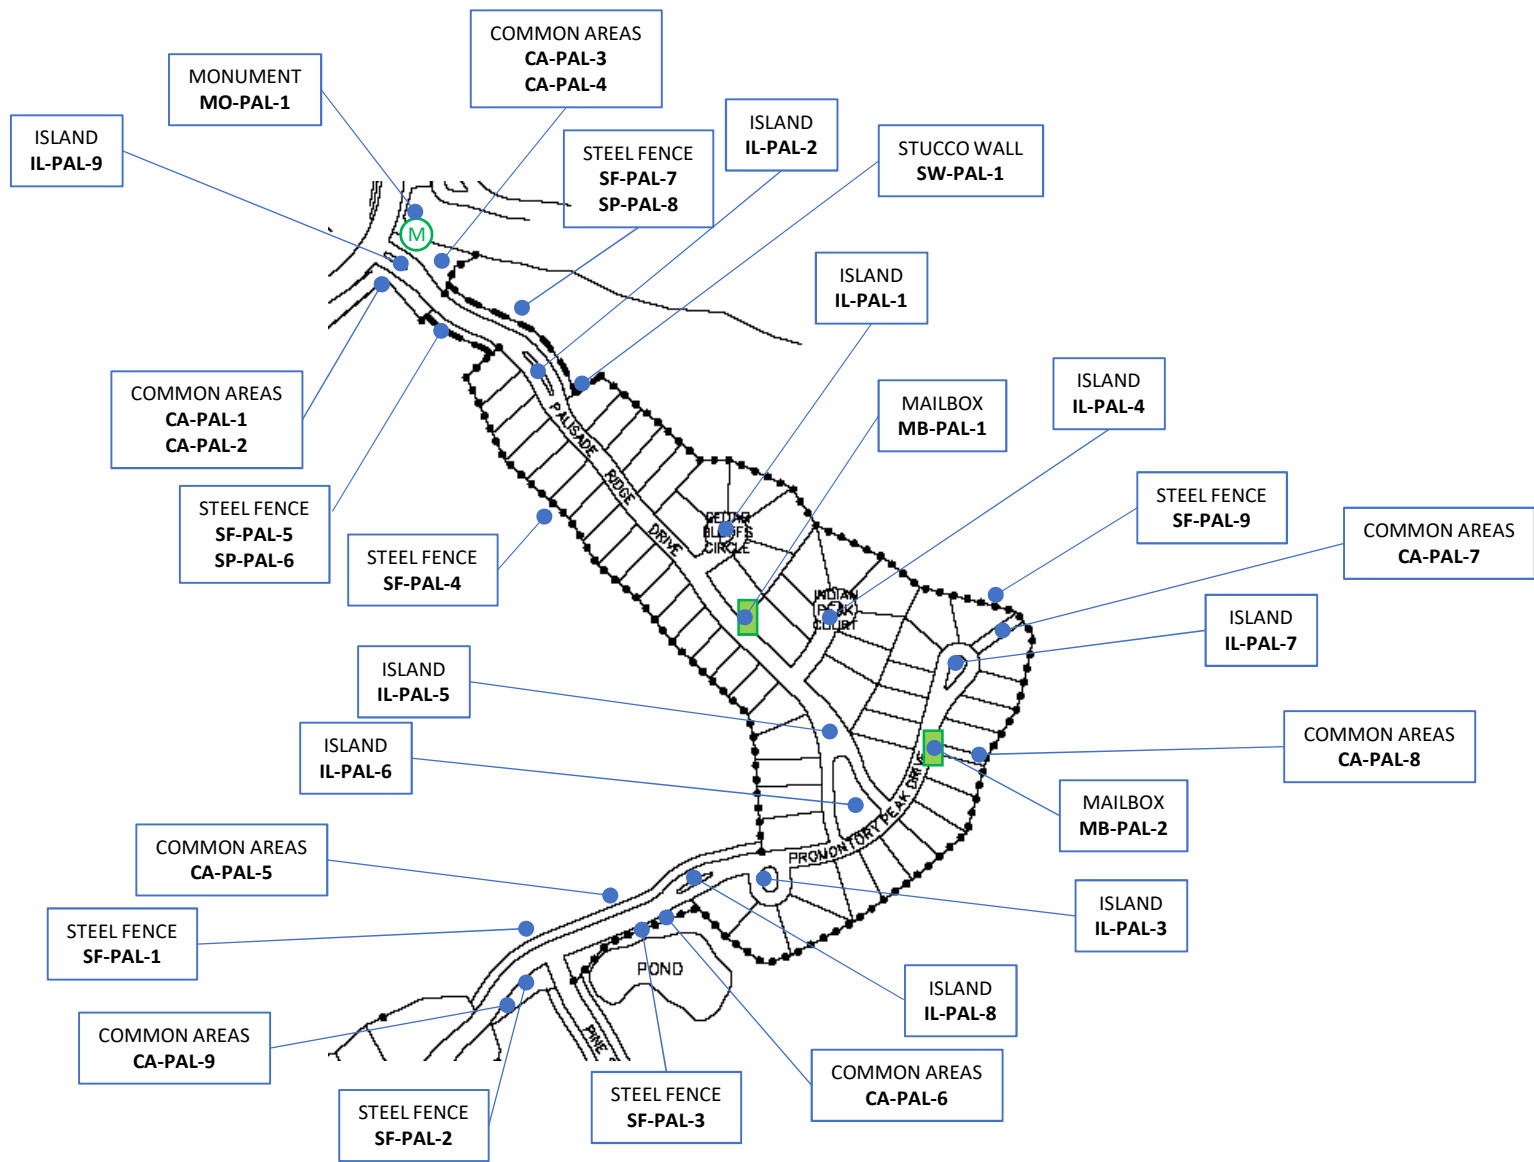 COMMON AREAS
CA-PAL-3
CA-PAL-4
MONUMENT
MO-PAL-1
ISLAND
IL-PAL-2
ISLAND
IL-PAL-9
STEEL FENCE
SF-PAL-7
SP-PAL-8
STUCCO WALL
SW-PAL-1
M
ISLAND
IL-PAL-1
COMMON AREAS
CA-PAL-1
CA-PAL-2
MAILBOX
MB-PAL-1
ISLAND
IL-PAL-4
PALISADE RIDGE DRIVE
STEEL FENCE
SF-PAL-5
SP-PAL-6
STEEL FENCE
SF-PAL-4
CEDAR
BLUFFS
CIRCLE
STEEL FENCE
SF-PAL-9
COMMON AREAS
CA-PAL-7
INDIAN
PEAK
COURT
ISLAND
IL-PAL-7
ISLAND
IL-PAL-5
ISLAND
IL-PAL-6
COMMON AREAS
CA-PAL-8
MAILBOX
MB-PAL-2
PROMONTORY PEAK DRIVE
COMMON AREAS
CA-PAL-5
ISLAND
IL-PAL-3
STEEL FENCE
SF-PAL-1
POND
ISLAND
IL-PAL-8
COMMON AREAS
CA-PAL-9
PINE
COMMON AREAS
CA-PAL-6
STEEL FENCE
SF-PAL-3
STEEL FENCE
SF-PAL-2